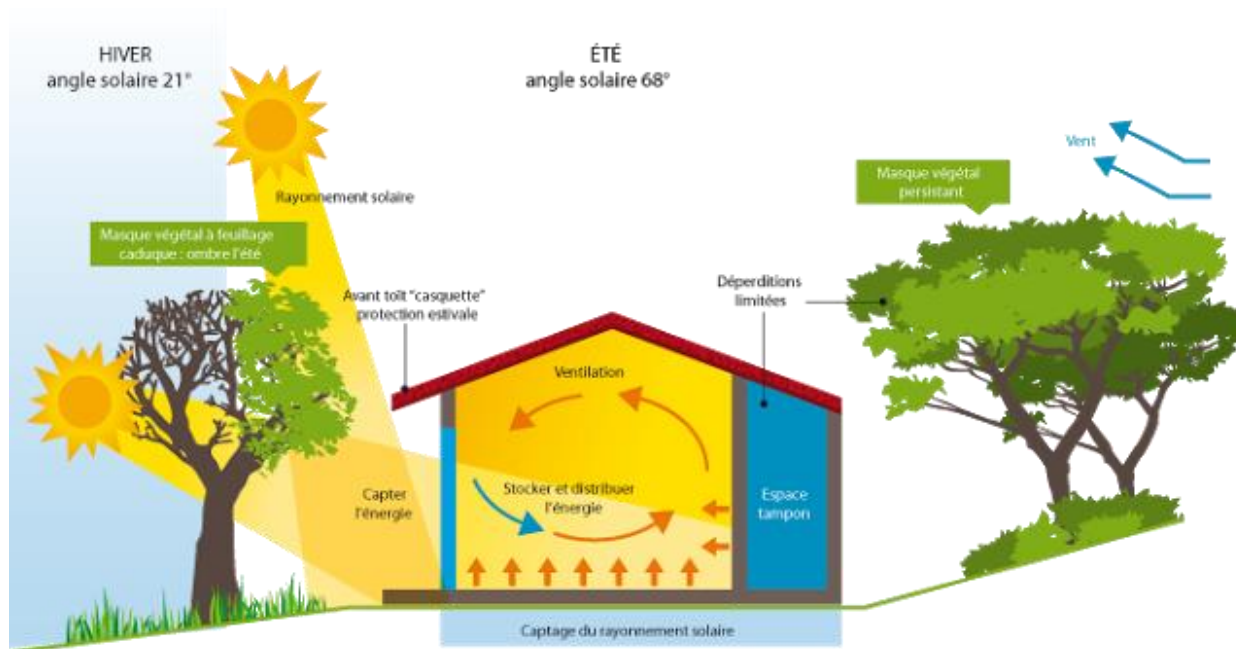 HIVER
angle solaire 21°
ÉTÉ
angle solaire 68°
Vent
Masque végétal
persistant
Rayonnement solaire
Masque végétal à feuillage
caduque : ombre l'été
Avant toît "casquette"
protection estivale
Déperditions
limitées
Ventilation
Capter
l'énergie
Stocker et distribuer
l'énergie
Espace
tampon
Captage du rayonnement solaire